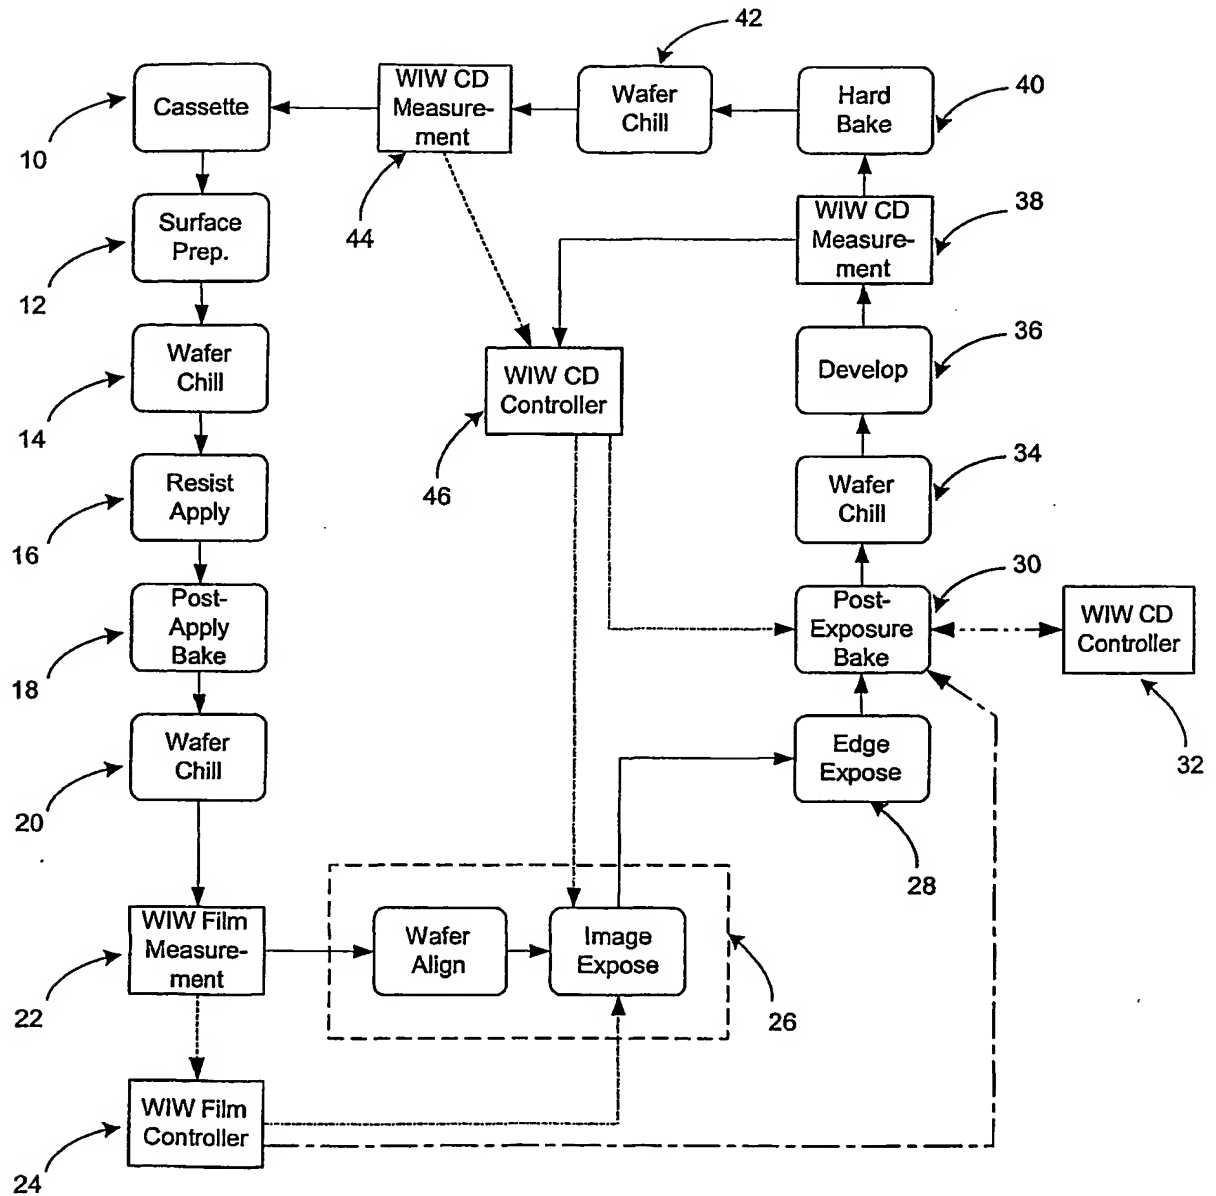 42
Cassette
WIW CD
Measure-
ment
Wafer
Chill
Hard
Bake
40
10
44
Surface
Prep.
WIW CD
Measure-
ment
38
12
Wafer
Chill
WIW CD
Controller
Develop
36
14
46
Resist
Apply
Wafer
Chill
34
16
Post-
Apply
Bake
Post-
Exposure
Bake
30
WIW CD
Controller
18
32
Wafer
Chill
Edge
Expose
20
28
WIW Film
Measure-
ment
Wafer
Align
Image
Expose
22
26
WIW Film
Controller
24